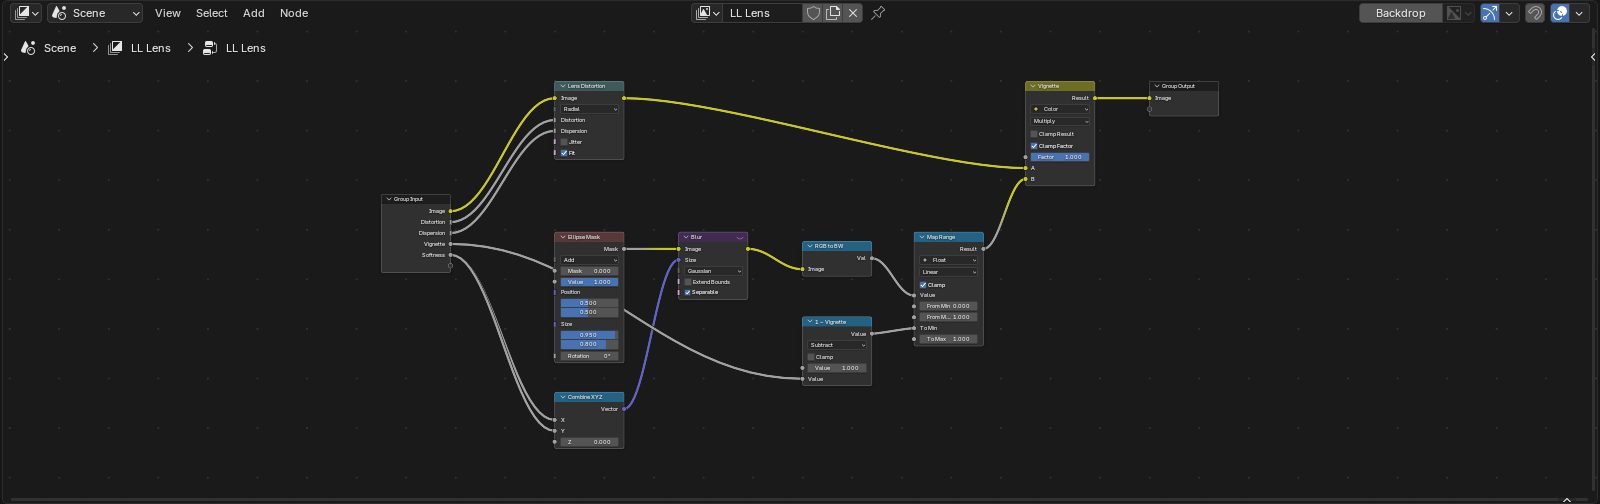 Scene
View
Select
Add
Node
LL Lens
Backdrop
Scene
LL Lens
LL Lens
Lens Distortion
Image
Radial
Distortion
Dispersion
Jitter
Fit
Vignette
Result
Color
Multiply
Clamp Result
Clamp Factor
Factor 1.000
A
B
Group Output
Image
Group Input
Image
Distortion
Dispersion
Vignette
Softness
Ellipse Mask
Mask
Add
Mask 0.000
Value 1.000
Position
0.500
0.500
Size
0.950
0.800
Rotation 0°
Blur
Image
Size
Gaussian
Extend Bounds
Separable
RGB to BW
Val
Image
Map Range
Result
Float
Linear
Clamp
Value
From Min 0.000
From M... 1.000
To Min
To Max 1.000
1 - Vignette
Value
Subtract
Clamp
Value 1.000
Value
Combine XYZ
Vector
X
Y
Z 0.000